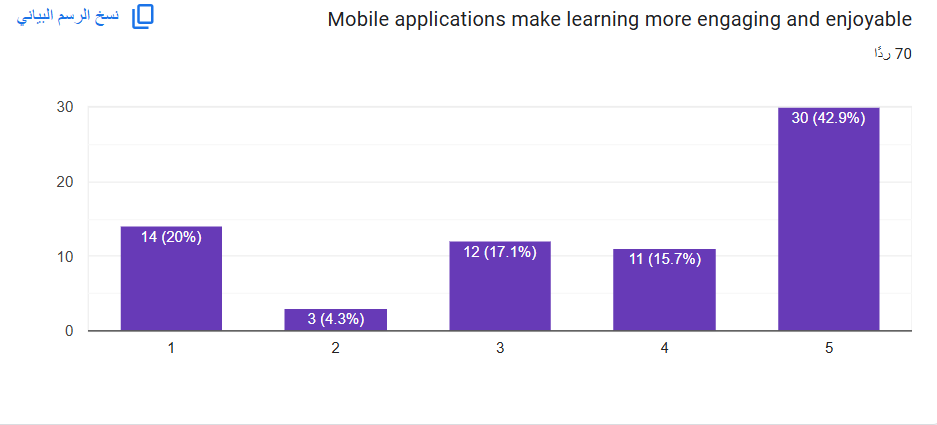 Mobile applications make learning more engaging and enjoyable
نسخ الرسم البياني
70 ردًا
30
20
10
0
14 (20%)
3 (4.3%)
12 (17.1%)
11 (15.7%)
30 (42.9%)
1 2 3 4 5